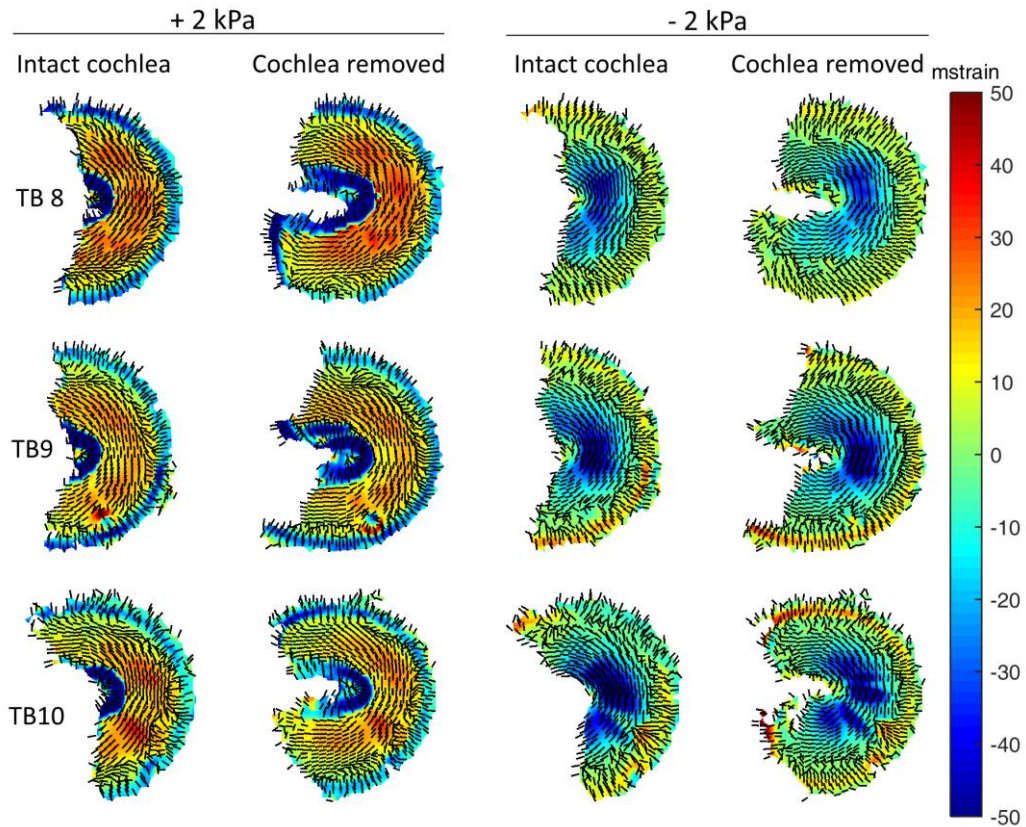 + 2 kPa
- 2 kPa
Intact cochlea
Cochlea removed
Intact cochlea
Cochlea removed
mstrain
TB 8
TB9
TB10
50
40
30
20
10
0
-10
-20
-30
-40
-50